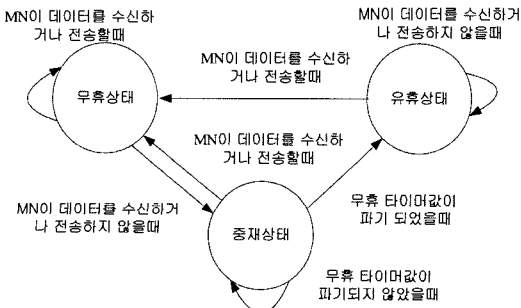 MN이 데이터를 수신하
거나 전송할때
MN이 데이터를 수신하거
나 전송하지 않을때
MN이 데이터를 수신하
거나 전송할때
무휴상태
유휴상태
MN이 데이터를 수신하
거나 전송할때
MN이 데이터를 수신하거
나 전송하지 않을때
무휴 타이머값이
파기 되었을때
중재상태
무휴 타이머값이
파기되지 않았을때